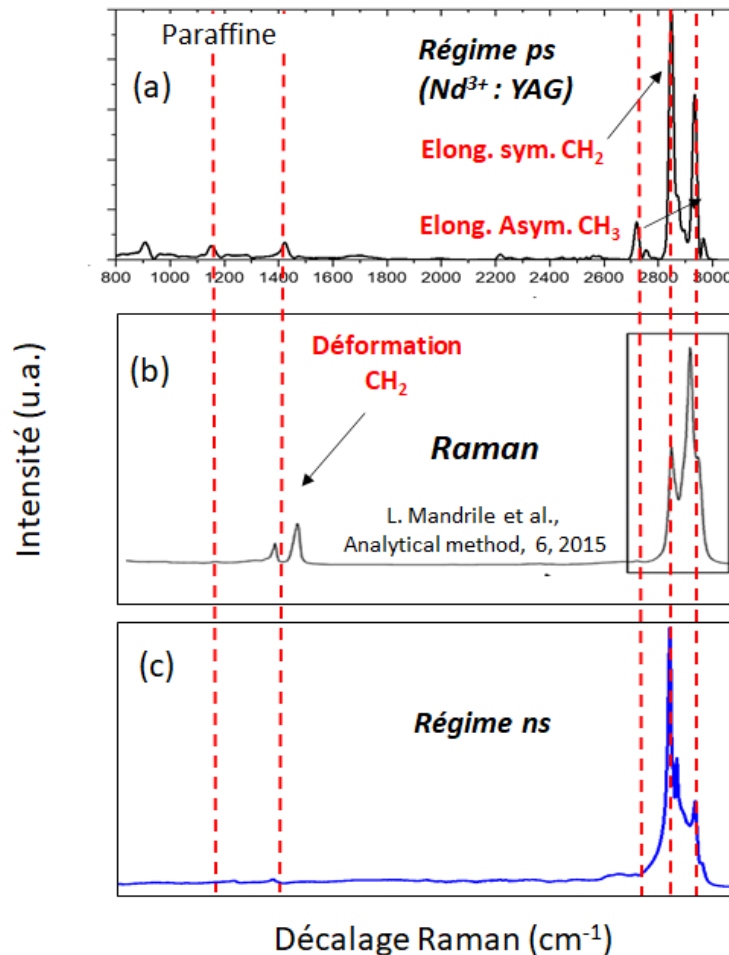 Paraffine
(a)
Régime ps
(Nd³⁺ : YAG)
Elong. sym. CH₂
Elong. Asym. CH₃
800 1000 1200 1400 1600 1800 2000 2200 2400 2600 2800 3000
Intensité (u.a.)
(b)
Déformation
CH₂
Raman
L. Mandrile et al.,
Analytical method, 6, 2015
(c)
Régime ns
Décalage Raman (cm⁻¹)